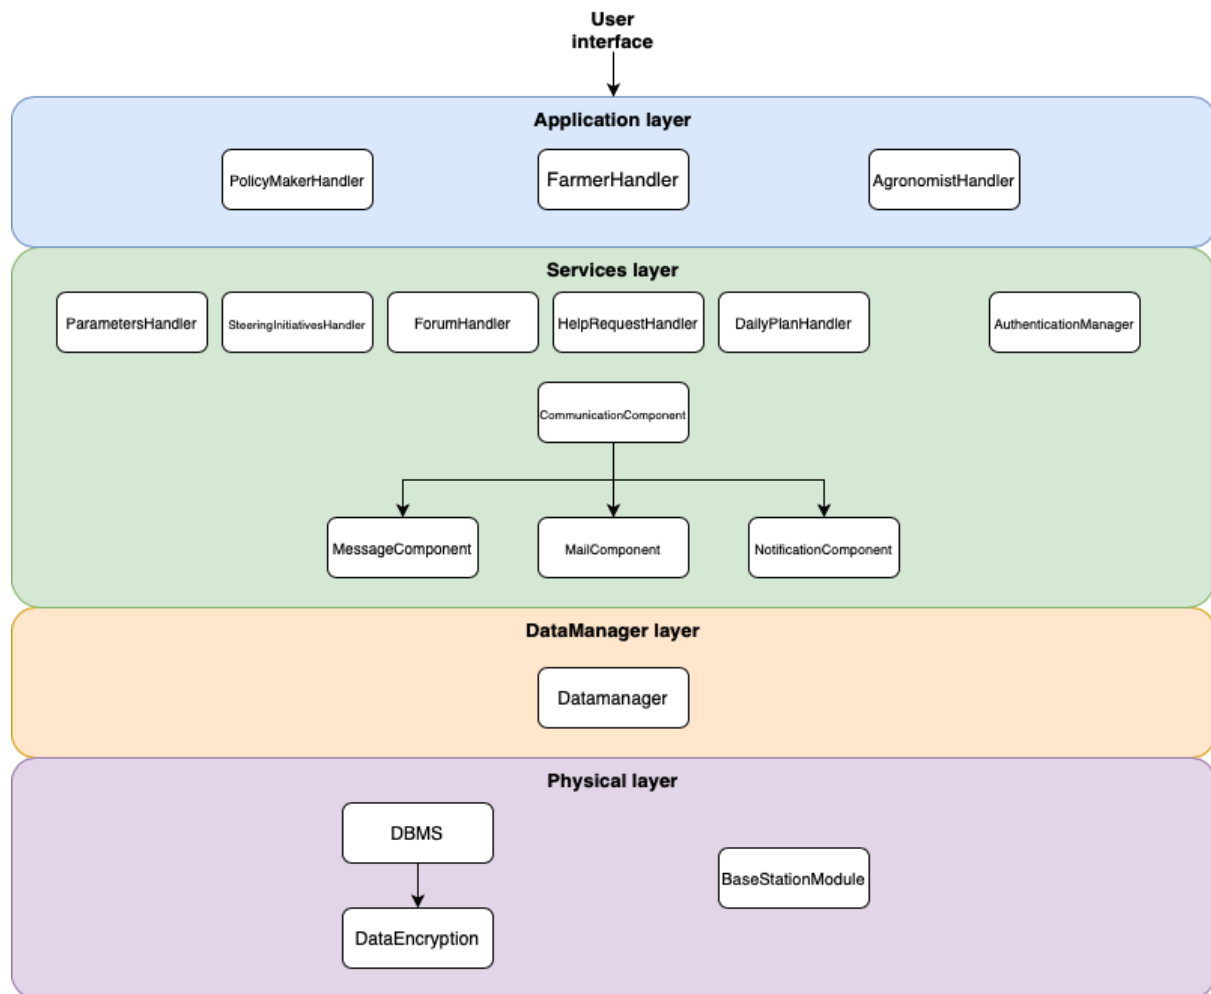 User
interface
Application layer
PolicyMakerHandler
FarmerHandler
AgronomistHandler
Services layer
ParametersHandler
SteeringInitiativesHandler
ForumHandler
HelpRequestHandler
DailyPlanHandler
AuthenticationManager
CommunicationComponent
MessageComponent
MailComponent
NotificationComponent
DataManager layer
Datamanager
Physical layer
DBMS
BaseStationModule
DataEncryption